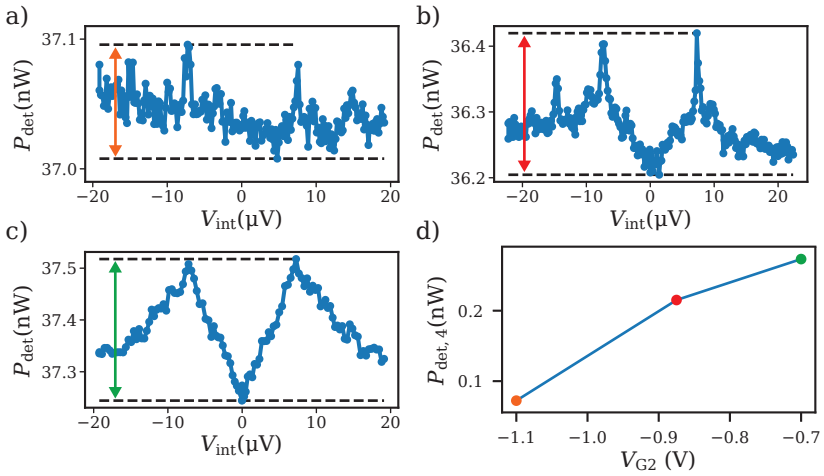 a)
37.1
37.0
P_det(nW)
−20 −10 0 10 20
V_int(µV)
b)
36.4
36.3
36.2
P_det(nW)
−20 −10 0 10 20
V_int(µV)
c)
37.5
37.4
37.3
P_det(nW)
−20 −10 0 10 20
V_int(µV)
d)
0.2
0.1
P_det, 4(nW)
−1.1 −1.0 −0.9 −0.8 −0.7
V_G2 (V)